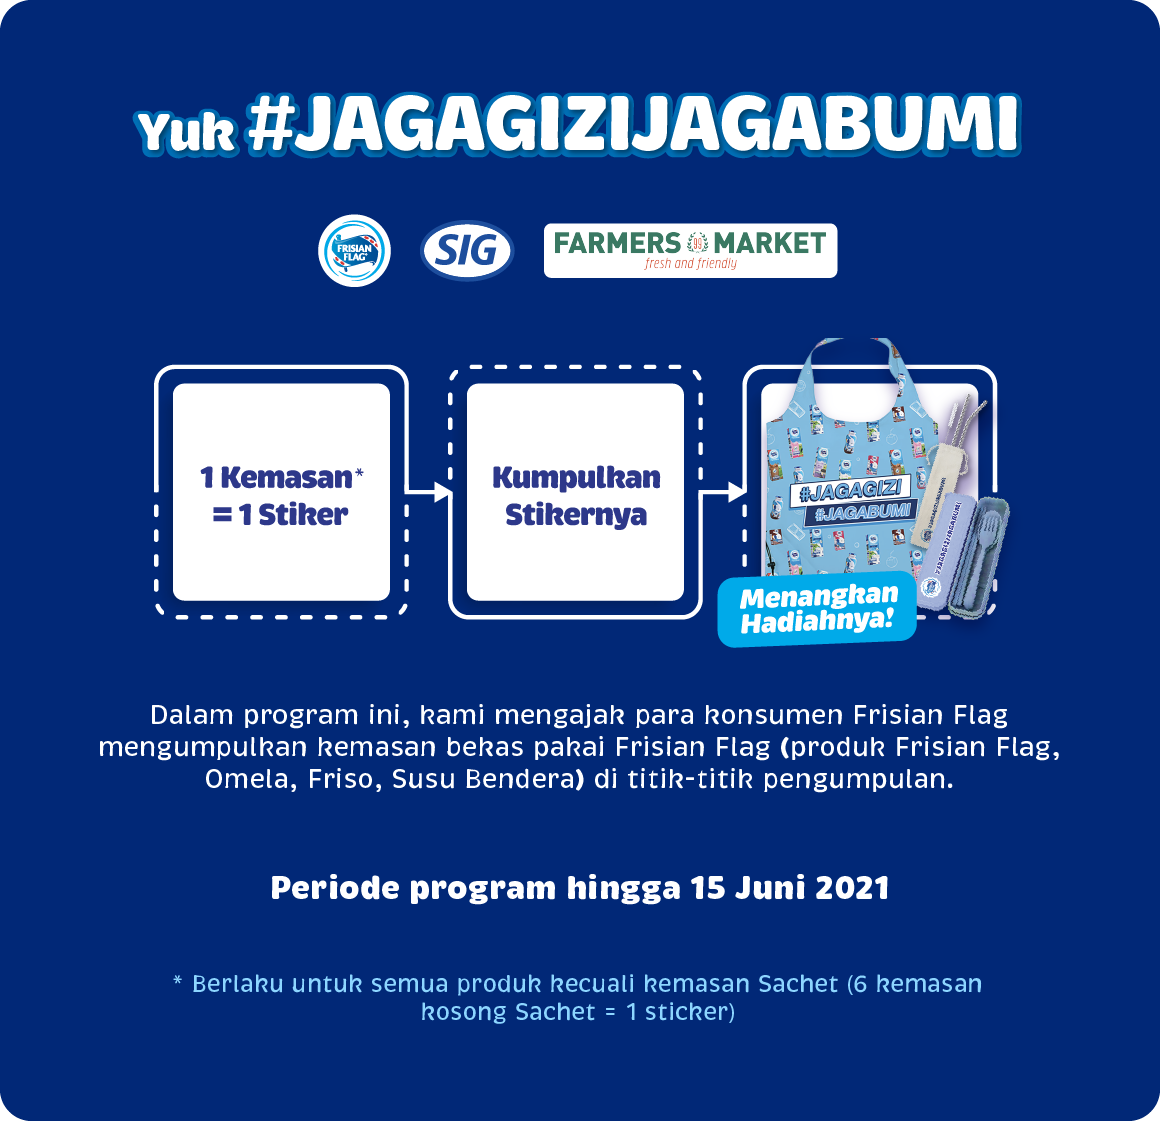 Yuk #JAGAGIZIJAGABUMI
FRISIAN
FLAG
SIG
FARMERS 99 MARKET
fresh and friendly
1 Kemasan*
= 1 Stiker
Kumpulkan
Stikernya
#JAGAGIZI
#JAGABUMI
#JAGAGIZIJAGABUMI
#JAGAGIZIJAGABUMI
Menangkan
Hadiahnya!
Dalam program ini, kami mengajak para konsumen Frisian Flag
mengumpulkan kemasan bekas pakai Frisian Flag (produk Frisian Flag,
Omela, Friso, Susu Bendera) di titik-titik pengumpulan.
Periode program hingga 15 Juni 2021
* Berlaku untuk semua produk kecuali kemasan Sachet (6 kemasan
kosong Sachet = 1 sticker)